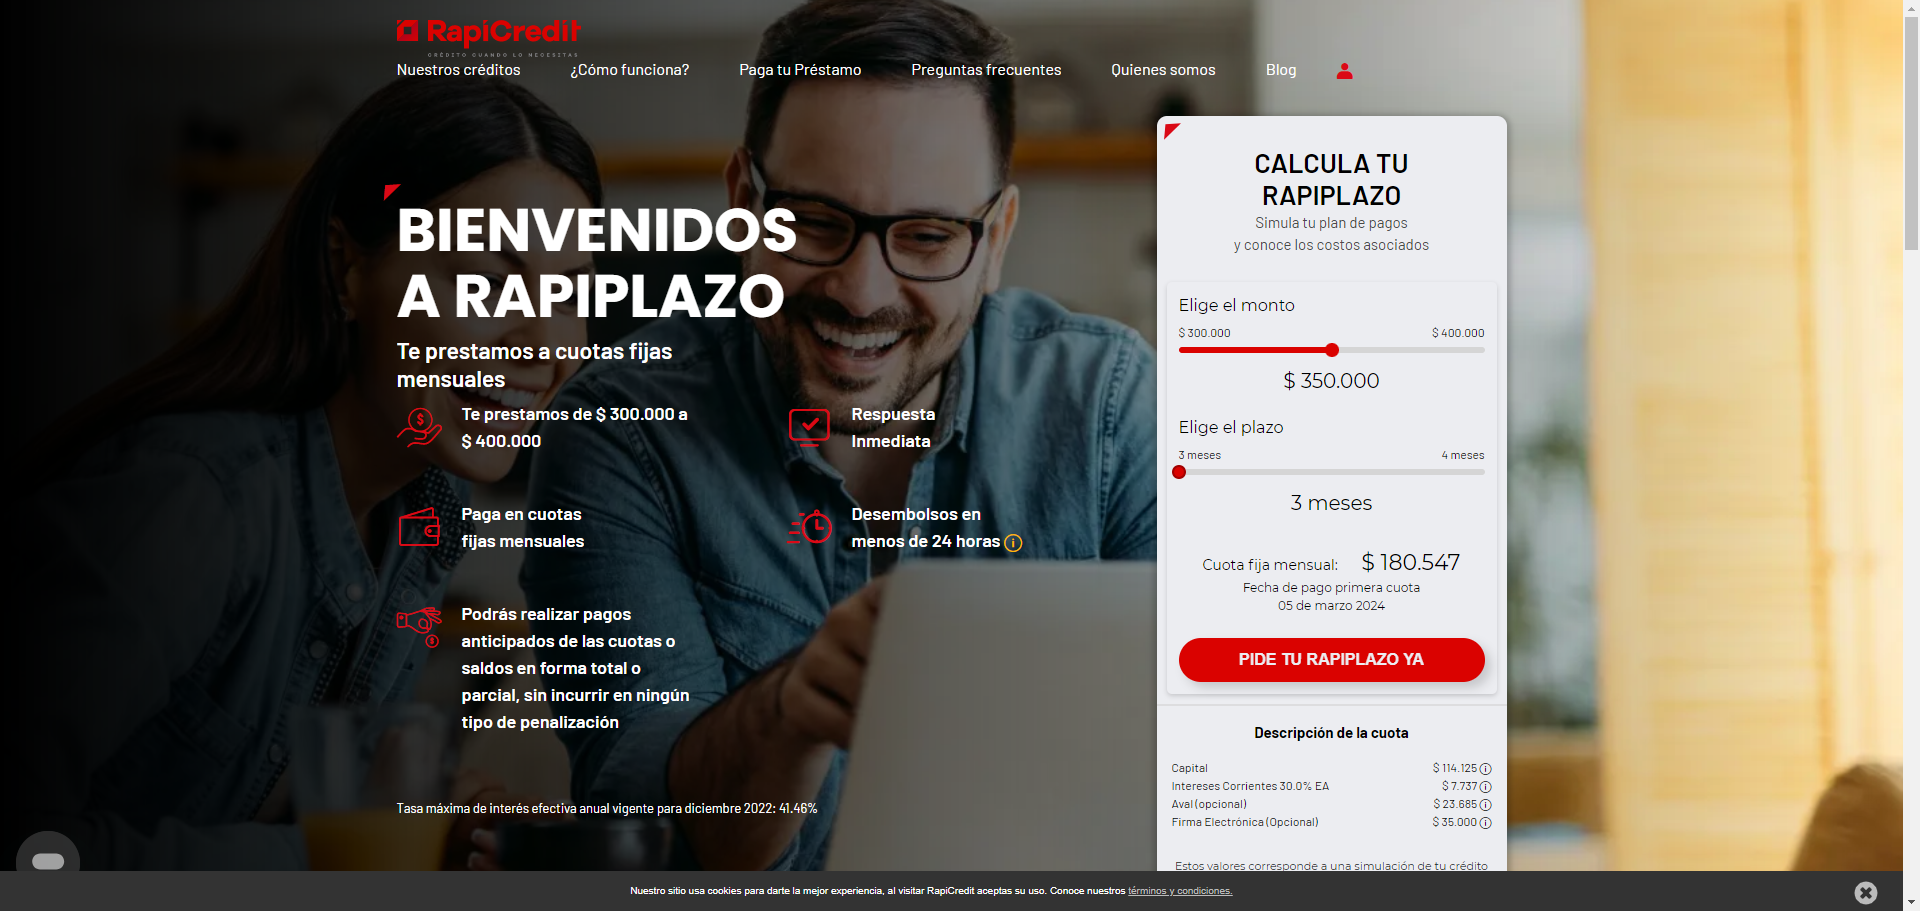 RapiCredit
CRÉDITO CUANDO LO NECESITAS
Nuestros créditos
¿Cómo funciona?
Paga tu Préstamo
Preguntas frecuentes
Quienes somos
Blog
BIENVENIDOS
A RAPIPLAZO
Te prestamos a cuotas fijas
mensuales
Te prestamos de $ 300.000 a
$ 400.000
Respuesta
Inmediata
Paga en cuotas
fijas mensuales
Desembolsos en
menos de 24 horas
Podrás realizar pagos
anticipados de las cuotas o
saldos en forma total o
parcial, sin incurrir en ningún
tipo de penalización
Tasa máxima de interés efectiva anual vigente para diciembre 2022: 41.46%
CALCULA TU
RAPIPLAZO
Simula tu plan de pagos
y conoce los costos asociados
Elige el monto
$ 300.000 $ 400.000
$ 350.000
Elige el plazo
3 meses 4 meses
3 meses
Cuota fija mensual: $ 180.547
Fecha de pago primera cuota
05 de marzo 2024
PIDE TU RAPIPLAZO YA
Descripción de la cuota
Capital $ 114.125
Intereses Corrientes 30.0% EA $ 7.737
Aval (opcional) $ 23.685
Firma Electrónica (Opcional) $ 35.000
Estos valores corresponde a una simulación de tu crédito
Nuestro sitio usa cookies para darte la mejor experiencia, al visitar RapiCredit aceptas su uso. Conoce nuestros términos y condiciones.